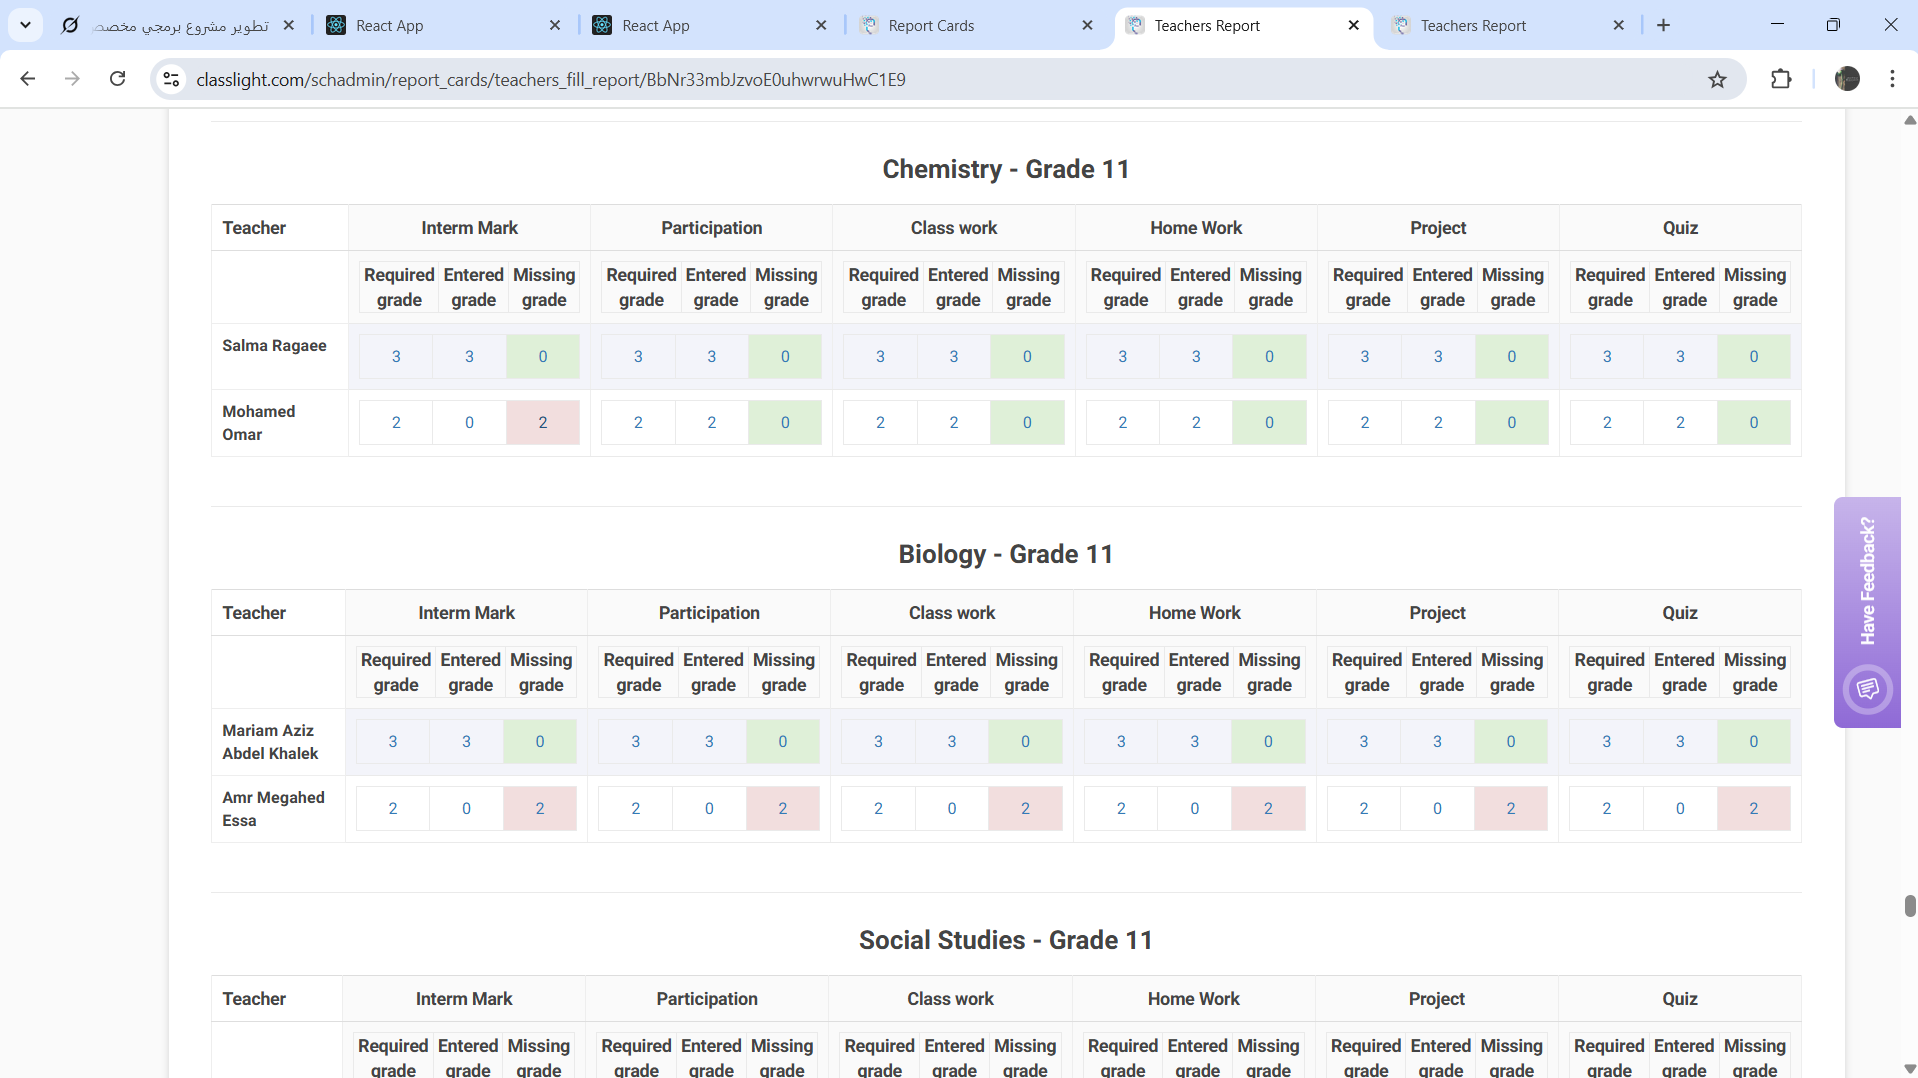 تطوير مشروع برمجي مخصص
React App
React App
Report Cards
Teachers Report
Teachers Report
classlight.com/schadmin/report_cards/teachers_fill_report/BbNr33mbJzvoE0uhwrwuHwC1E9
Chemistry - Grade 11
Teacher Interm Mark Participation Class work Home Work Project Quiz
Required Entered Missing Required Entered Missing Required Entered Missing Required Entered Missing Required Entered Missing Required Entered Missing
grade grade grade grade grade grade grade grade grade grade grade grade grade grade grade grade grade grade
Salma Ragaee 3 3 0 3 3 0 3 3 0 3 3 0 3 3 0 3 3 0
Mohamed
Omar
2 0 2 2 2 0 2 2 0 2 2 0 2 2 0 2 2 0
Biology - Grade 11
Teacher Interm Mark Participation Class work Home Work Project Quiz
Required Entered Missing Required Entered Missing Required Entered Missing Required Entered Missing Required Entered Missing Required Entered Missing
grade grade grade grade grade grade grade grade grade grade grade grade grade grade grade grade grade grade
Mariam Aziz
Abdel Khalek
3 3 0 3 3 0 3 3 0 3 3 0 3 3 0 3 3 0
Amr Megahed
Essa
2 0 2 2 0 2 2 0 2 2 0 2 2 0 2 2 0 2
Social Studies - Grade 11
Teacher Interm Mark Participation Class work Home Work Project Quiz
Required Entered Missing Required Entered Missing Required Entered Missing Required Entered Missing Required Entered Missing Required Entered Missing
grade grade grade grade grade grade grade grade grade grade grade grade grade grade grade grade grade grade
Have Feedback?